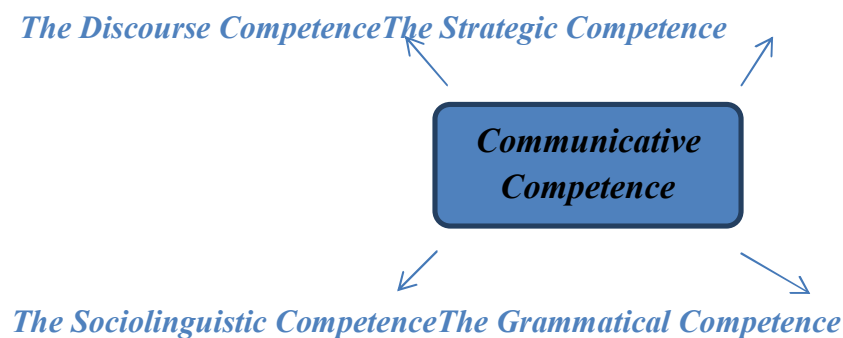 The Discourse CompetenceThe Strategic Competence
Communicative
Competence
The Sociolinguistic CompetenceThe Grammatical Competence